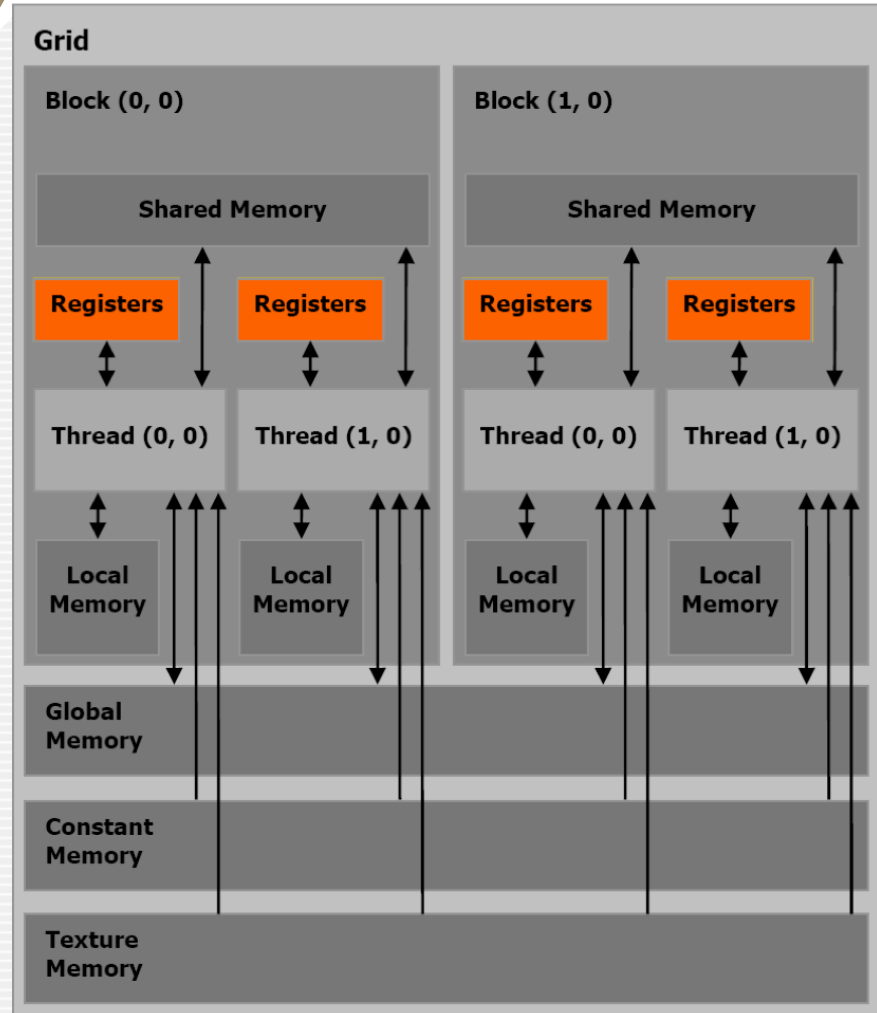 Grid
Block (0, 0)
Block (1, 0)
Shared Memory
Shared Memory
Registers
Registers
Registers
Registers
Thread (0, 0)
Thread (1, 0)
Thread (0, 0)
Thread (1, 0)
Local
Memory
Local
Memory
Local
Memory
Local
Memory
Global
Memory
Constant
Memory
Texture
Memory